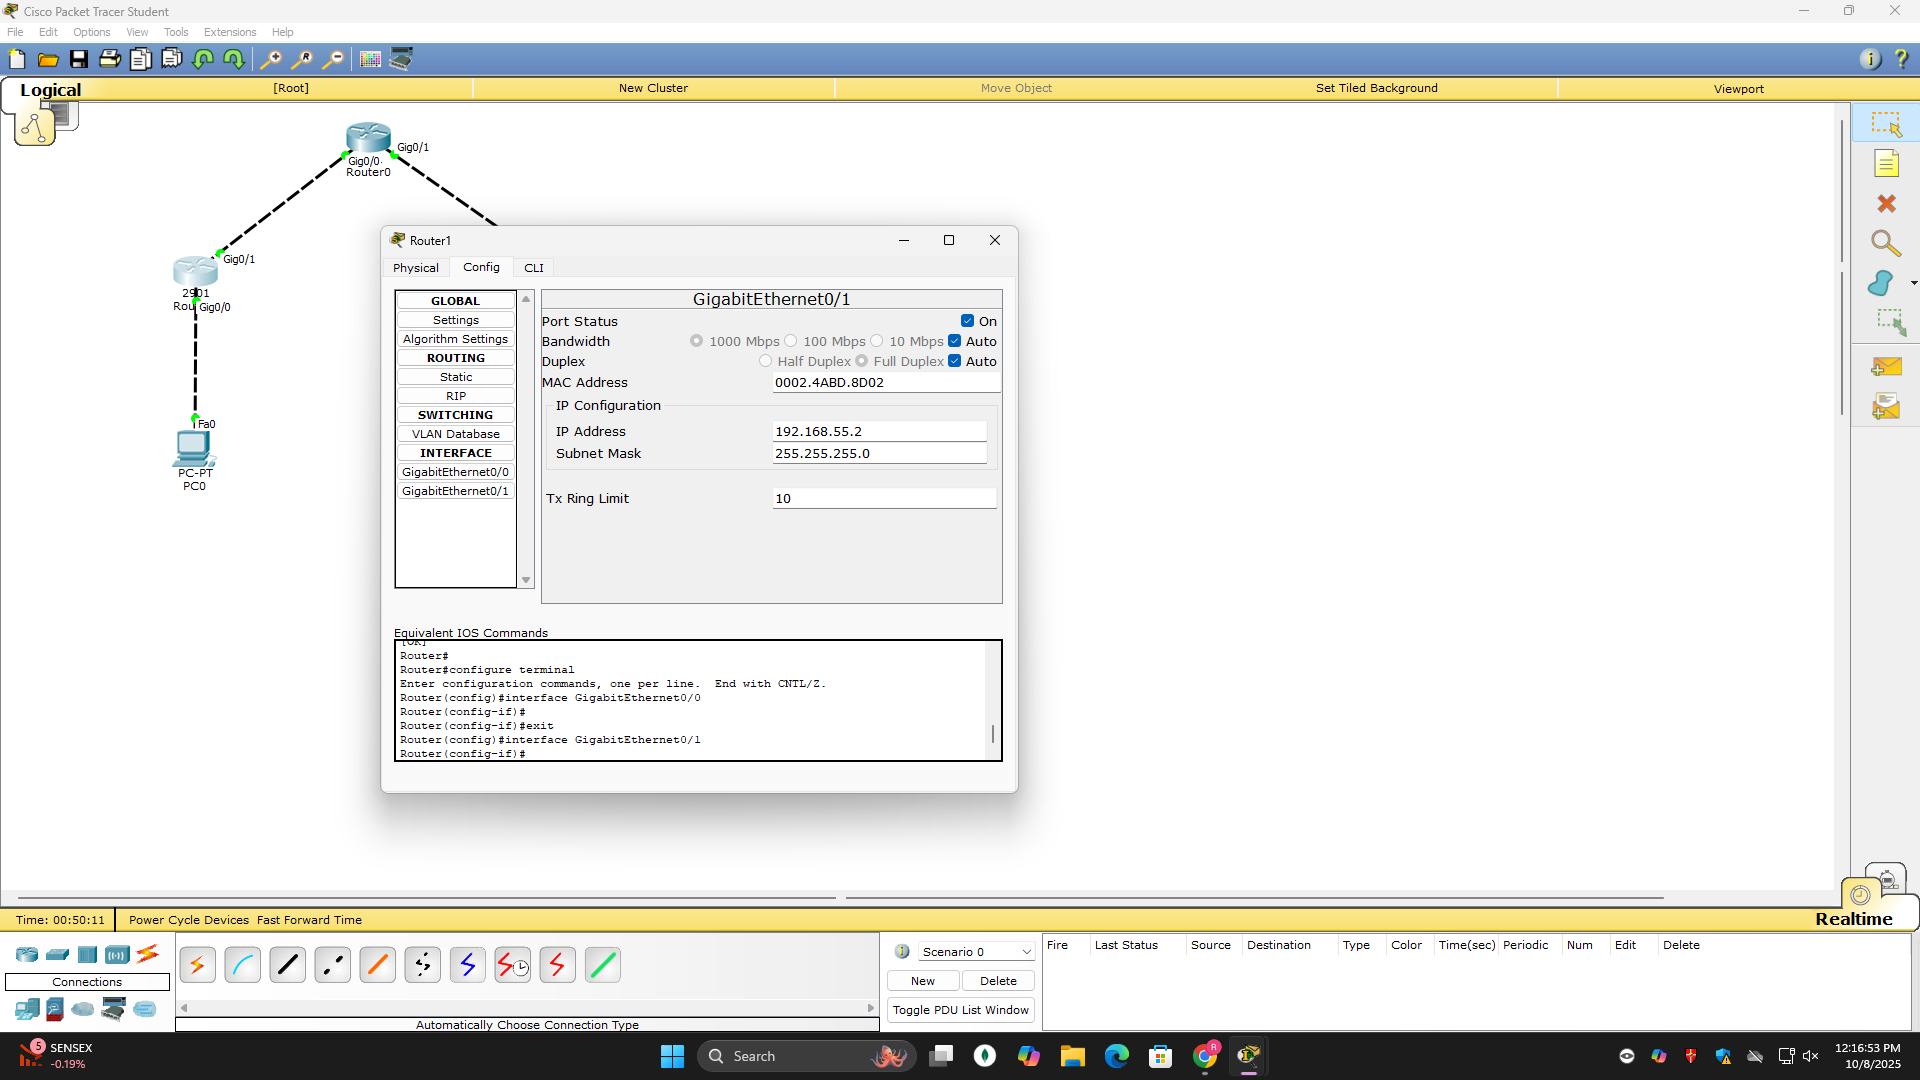 Cisco Packet Tracer Student
File Edit Options View Tools Extensions Help
Logical [Root] New Cluster Move Object Set Tiled Background Viewport
Gig0/1
Gig0/0
Router0
Gig0/1
2901
Rou Gig0/0
Fa0
PC-PT
PC0
Router1
Physical Config CLI
GLOBAL
Settings
Algorithm Settings
ROUTING
Static
RIP
SWITCHING
VLAN Database
INTERFACE
GigabitEthernet0/0
GigabitEthernet0/1
GigabitEthernet0/1
Port Status On
Bandwidth 1000 Mbps 100 Mbps 10 Mbps Auto
Duplex Half Duplex Full Duplex Auto
MAC Address 0002.4ABD.8D02
IP Configuration
IP Address 192.168.55.2
Subnet Mask 255.255.255.0
Tx Ring Limit 10
Equivalent IOS Commands
[OK]
Router#
Router#configure terminal
Enter configuration commands, one per line. End with CNTL/Z.
Router(config)#interface GigabitEthernet0/0
Router(config-if)#
Router(config-if)#exit
Router(config)#interface GigabitEthernet0/1
Router(config-if)#
Time: 00:50:11 Power Cycle Devices Fast Forward Time Realtime
Connections
Automatically Choose Connection Type
Scenario 0
New Delete
Toggle PDU List Window
Fire Last Status Source Destination Type Color Time(sec) Periodic Num Edit Delete
5 SENSEX
-0.19%
Search
R
12:16:53 PM
10/8/2025